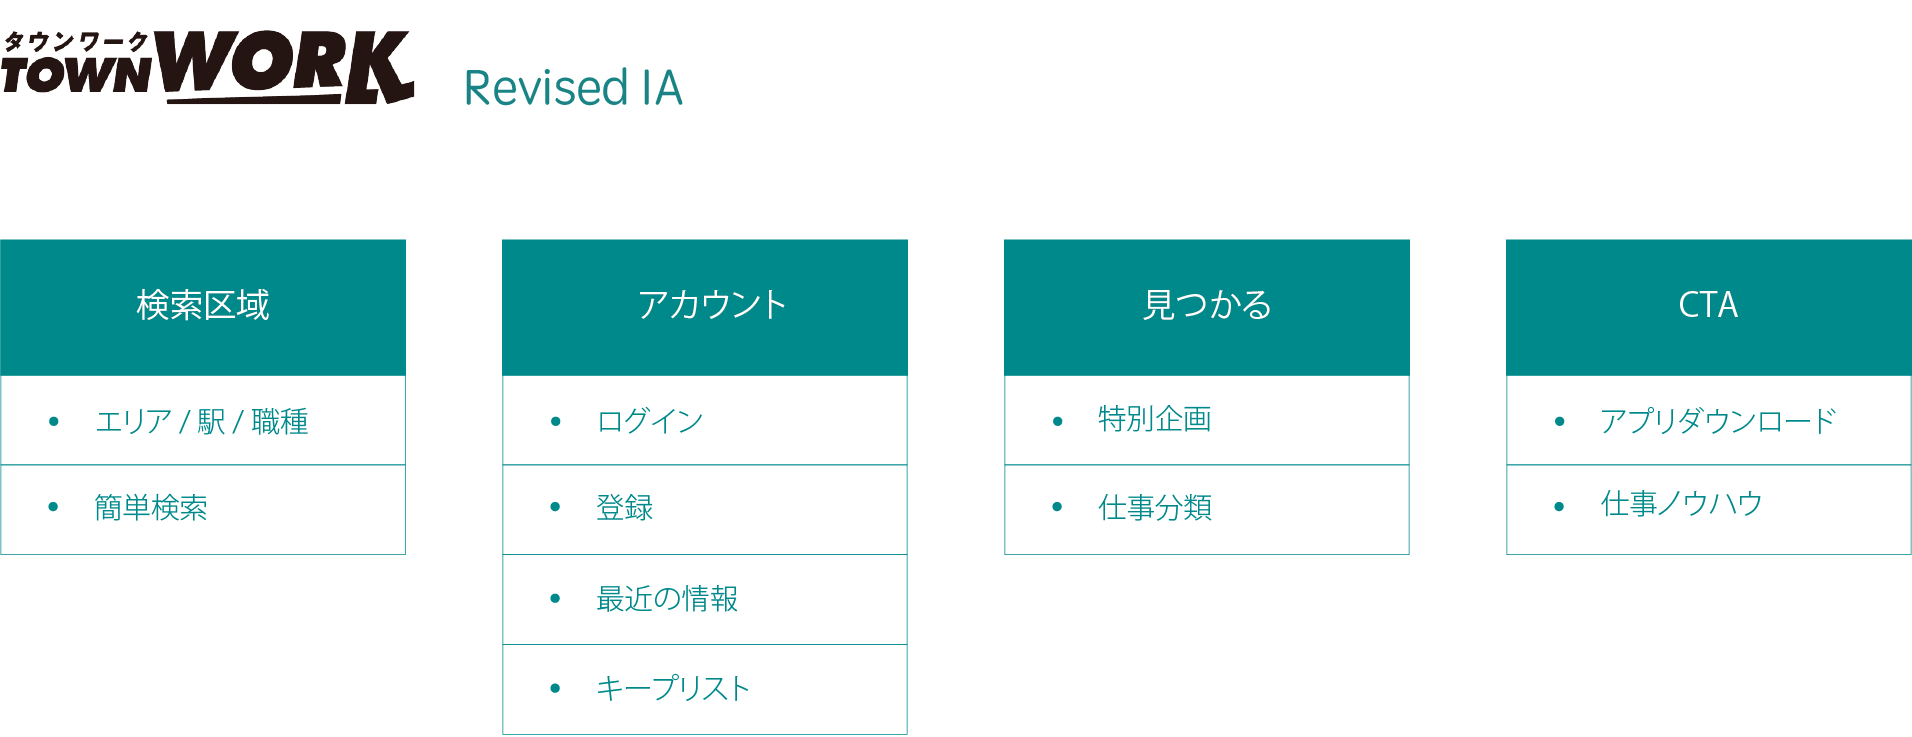 タウンワーク
TOWNWORK
Revised IA
検索区域
• エリア / 駅 / 職種
• 簡単検索
アカウント
• ログイン
• 登録
• 最近の情報
• キープリスト
見つかる
• 特別企画
• 仕事分類
CTA
• アプリダウンロード
• 仕事ノウハウ